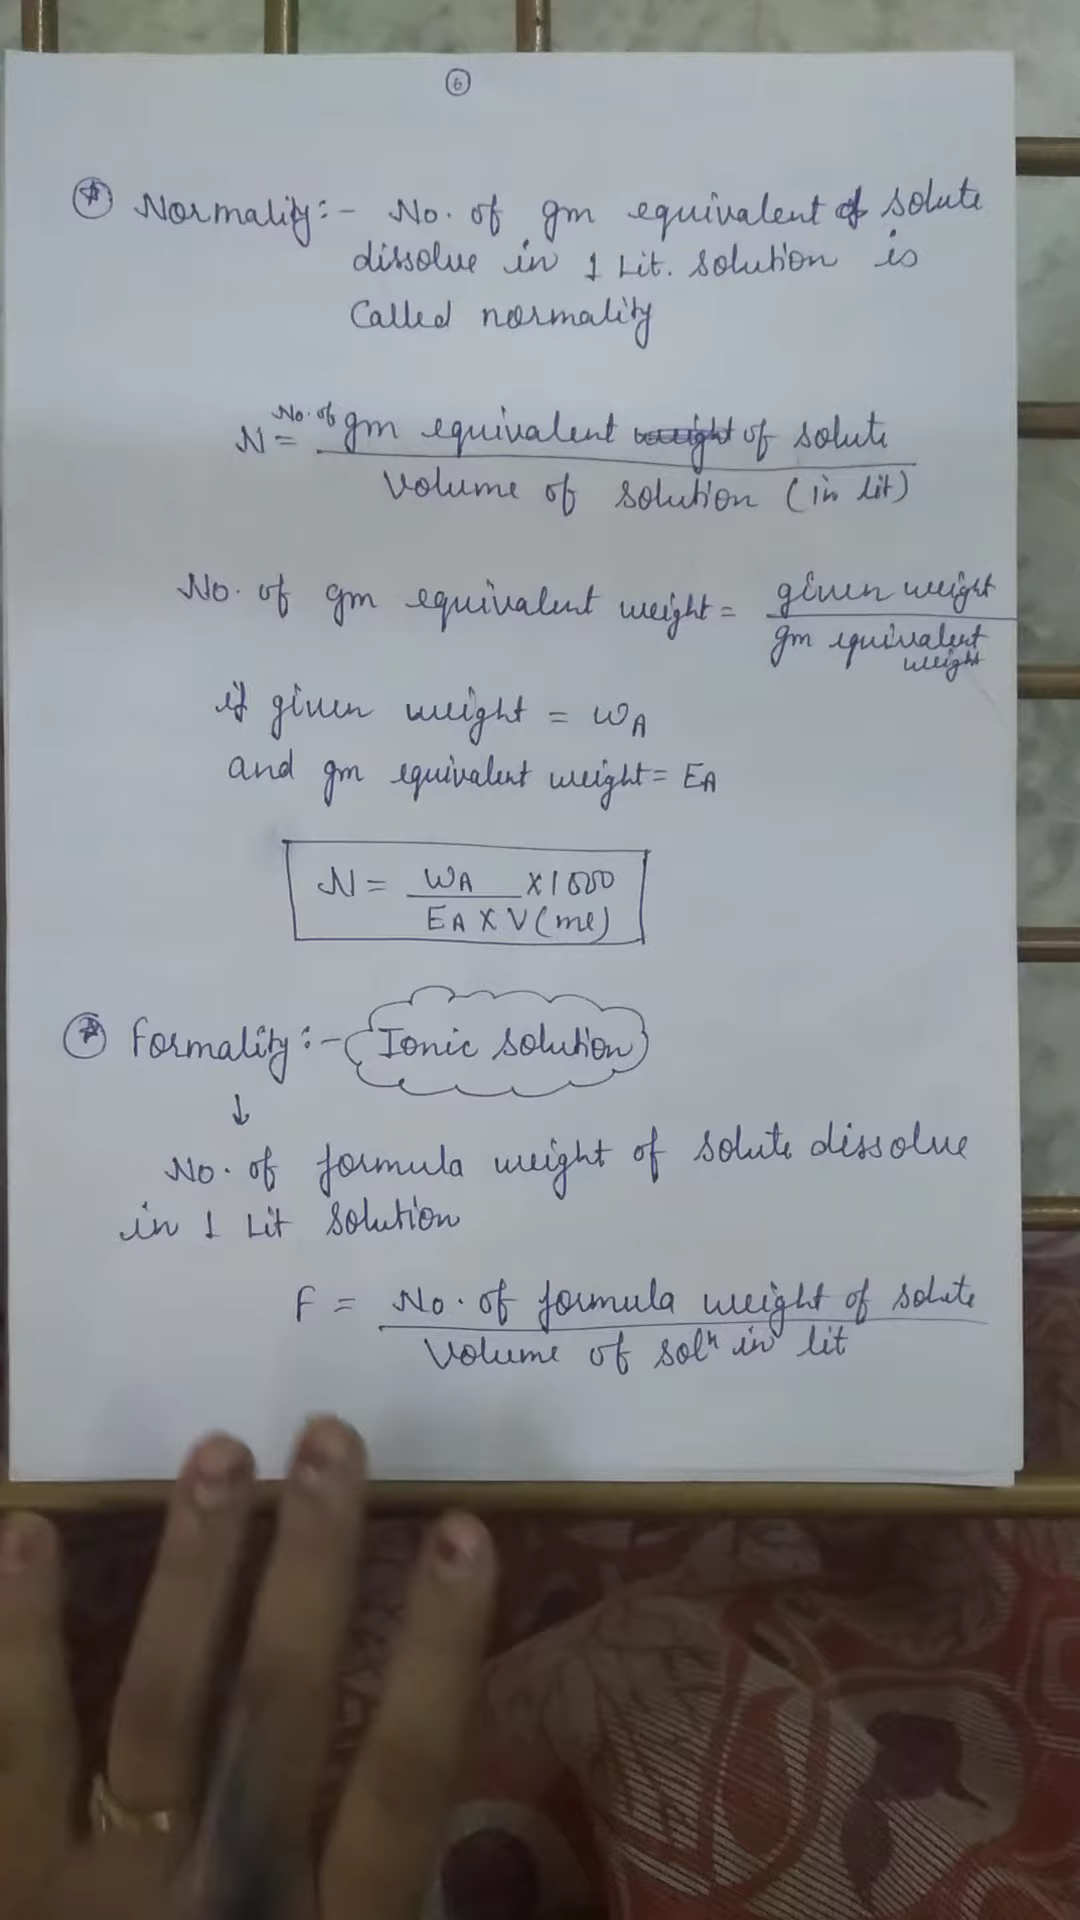 6
Normality:- No. of gm equivalent of solute
dissolve in 1 Lit. solution is
Called normality
N = No. of gm equivalent of solute
Volume of solution (in lit)
No. of gm equivalent weight = given weight
gm equivalent
weight
if given weight = WA
and gm equivalent weight = EA
N = WA × 1000
EA × V (ml)
Formality:- Ionic solution
↓
No. of formula weight of solute dissolve
in 1 Lit solution
F = No. of formula weight of solute
Volume of solⁿ in lit